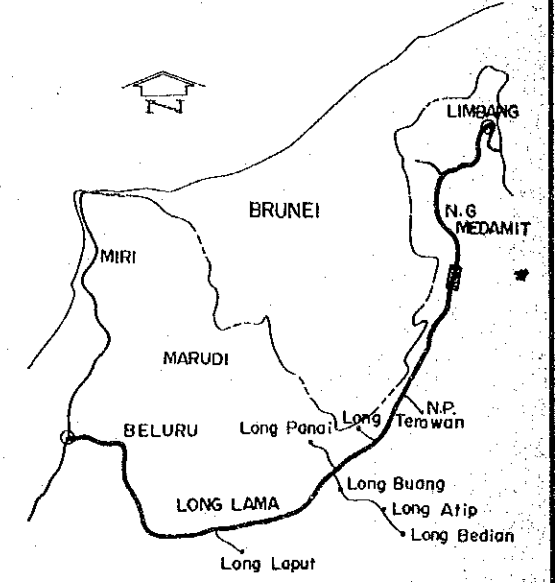 N
LIMBANG
BRUNEI
N.G
MEDAMIT
MIRI
MARUDI
N.P.
Long Terawan
Long Panai
BELURU
Long Buang
LONG LAMA
Long Atip
Long Bedian
Long Laput